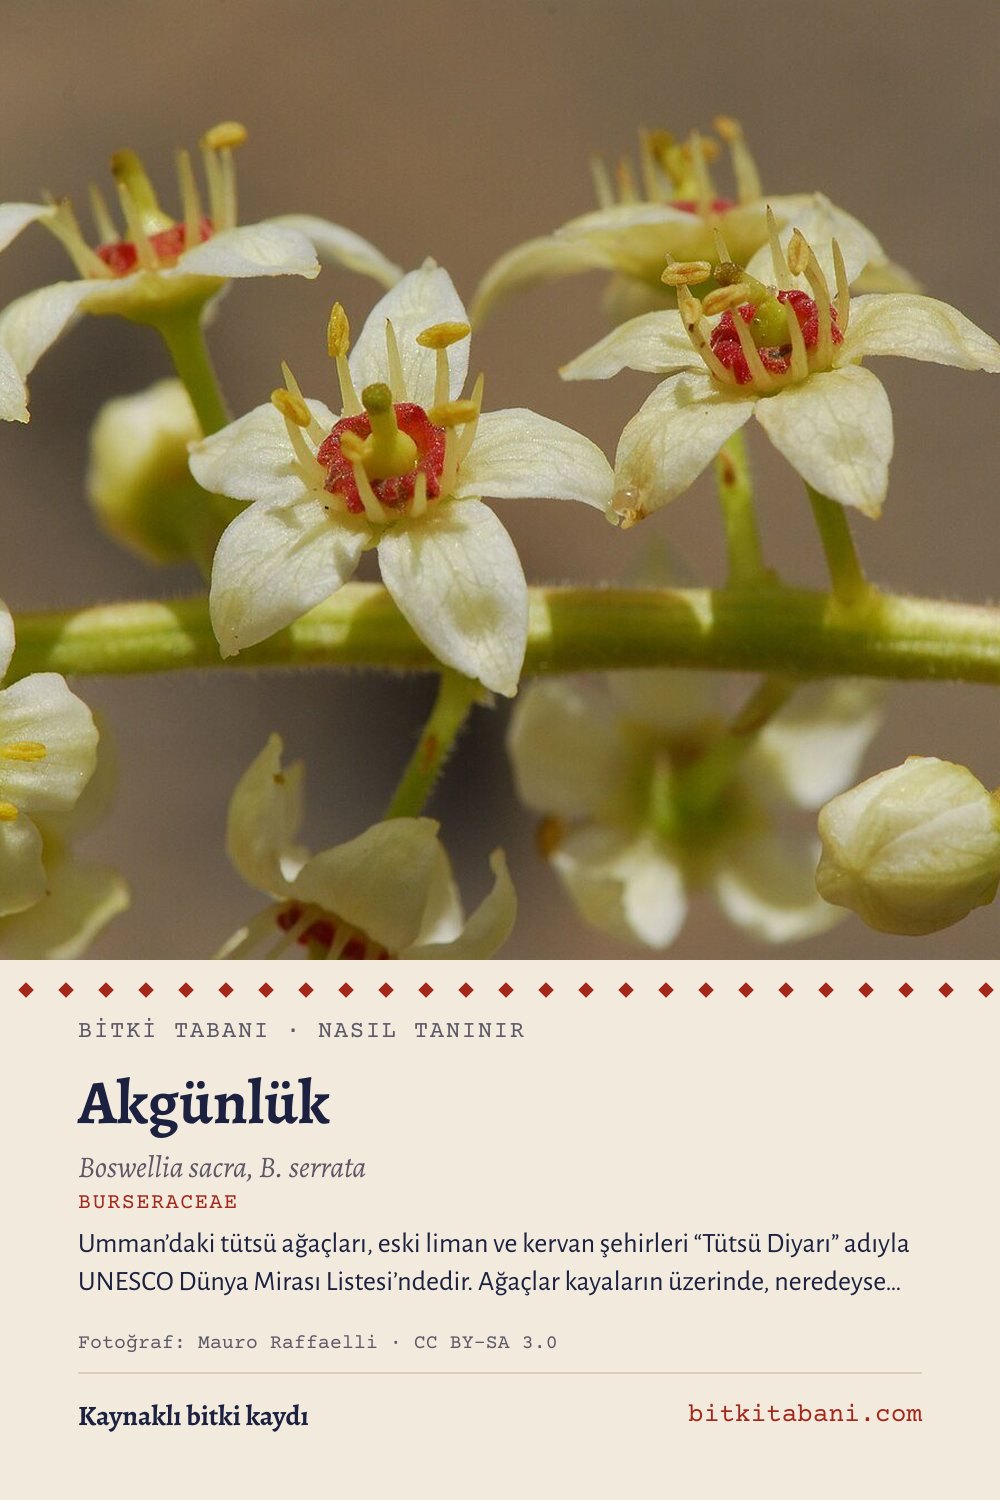 BİTKİ TABANI · NASIL TANINIR
Akgünlük
Boswellia sacra, B. serrata
BURSERACEAE
Umman’daki tütsü ağaçları, eski liman ve kervan şehirleri “Tütsü Diyarı” adıyla
UNESCO Dünya Mirası Listesi’ndedir. Ağaçlar kayaların üzerinde, neredeyse…
Fotoğraf: Mauro Raffaelli · CC BY-SA 3.0
Kaynaklı bitki kaydı
bitkitabani.com